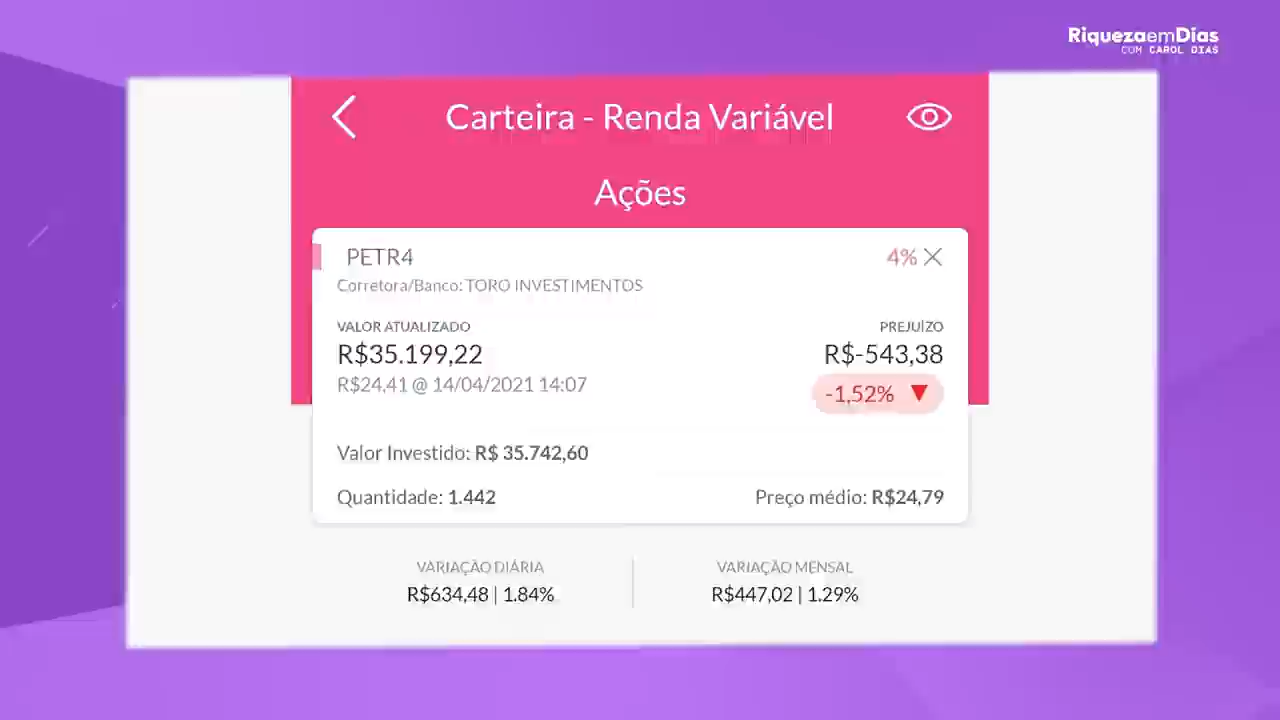 RiquezaemDias
COM CAROL DIAS
Carteira - Renda Variável
Ações
PETR4
4%
Corretora/Banco: TORO INVESTIMENTOS
VALOR ATUALIZADO
PREJUÍZO
R$35.199,22
R$-543,38
R$24,41 @ 14/04/2021 14:07
-1,52%
Valor Investido: R$ 35.742,60
Quantidade: 1.442
Preço médio: R$24,79
VARIAÇÃO DIÁRIA
VARIAÇÃO MENSAL
R$634,48 | 1.84%
R$447,02 | 1.29%